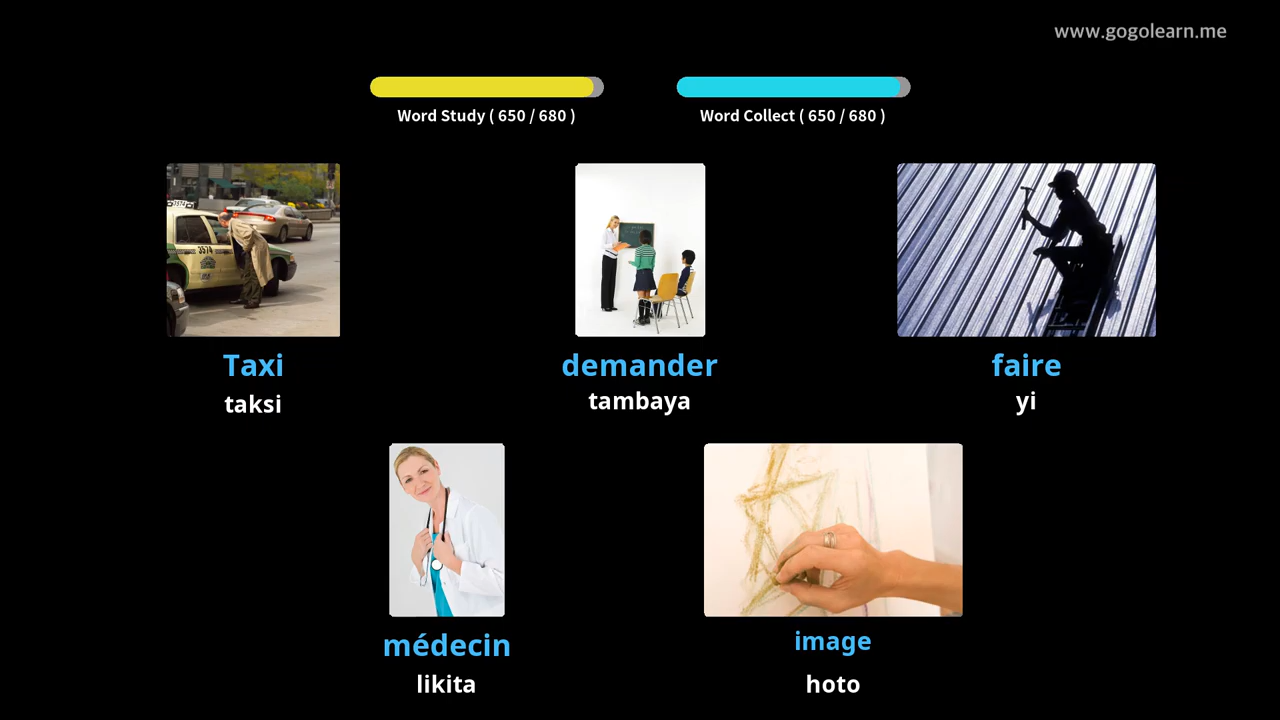 www.gogolearn.me
Word Study ( 650 / 680 )
Word Collect ( 650 / 680 )
3574
Taxi
taksi
demander
tambaya
faire
yi
médecin
likita
image
hoto